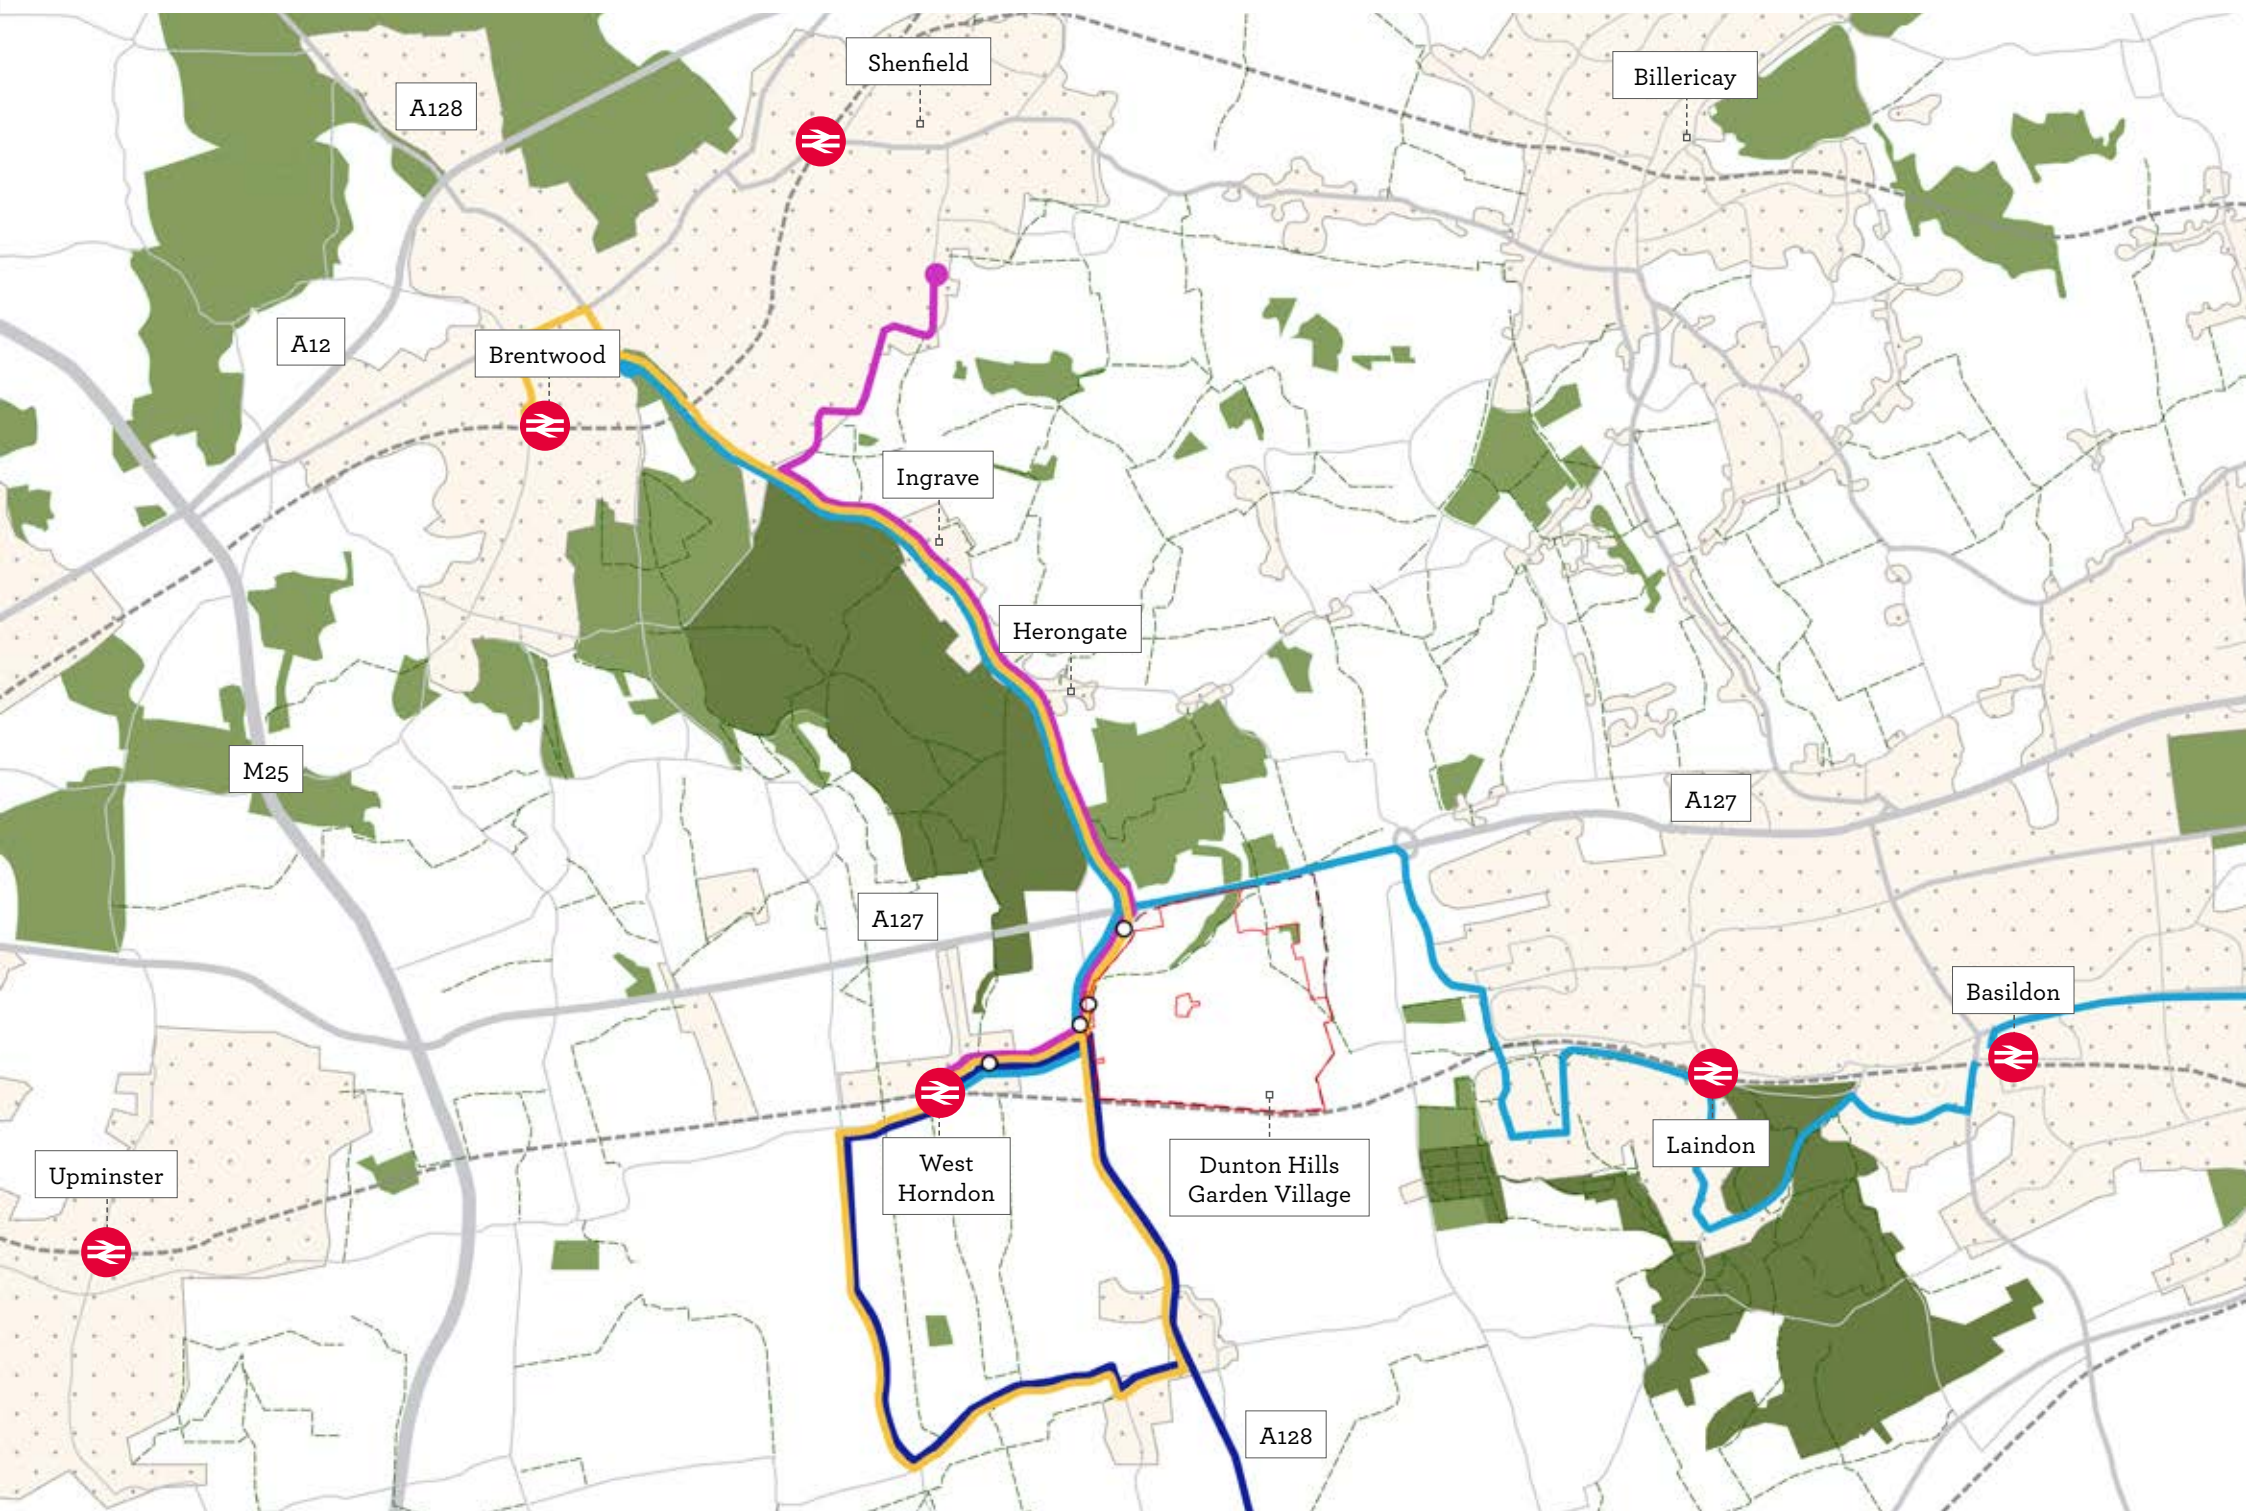 Shenfield
Billericay
A128
A12
Brentwood
Ingrave
Herongate
M25
A127
A127
Basildon
Laindon
West
Horndon
Dunton Hills
Garden Village
Upminster
A128